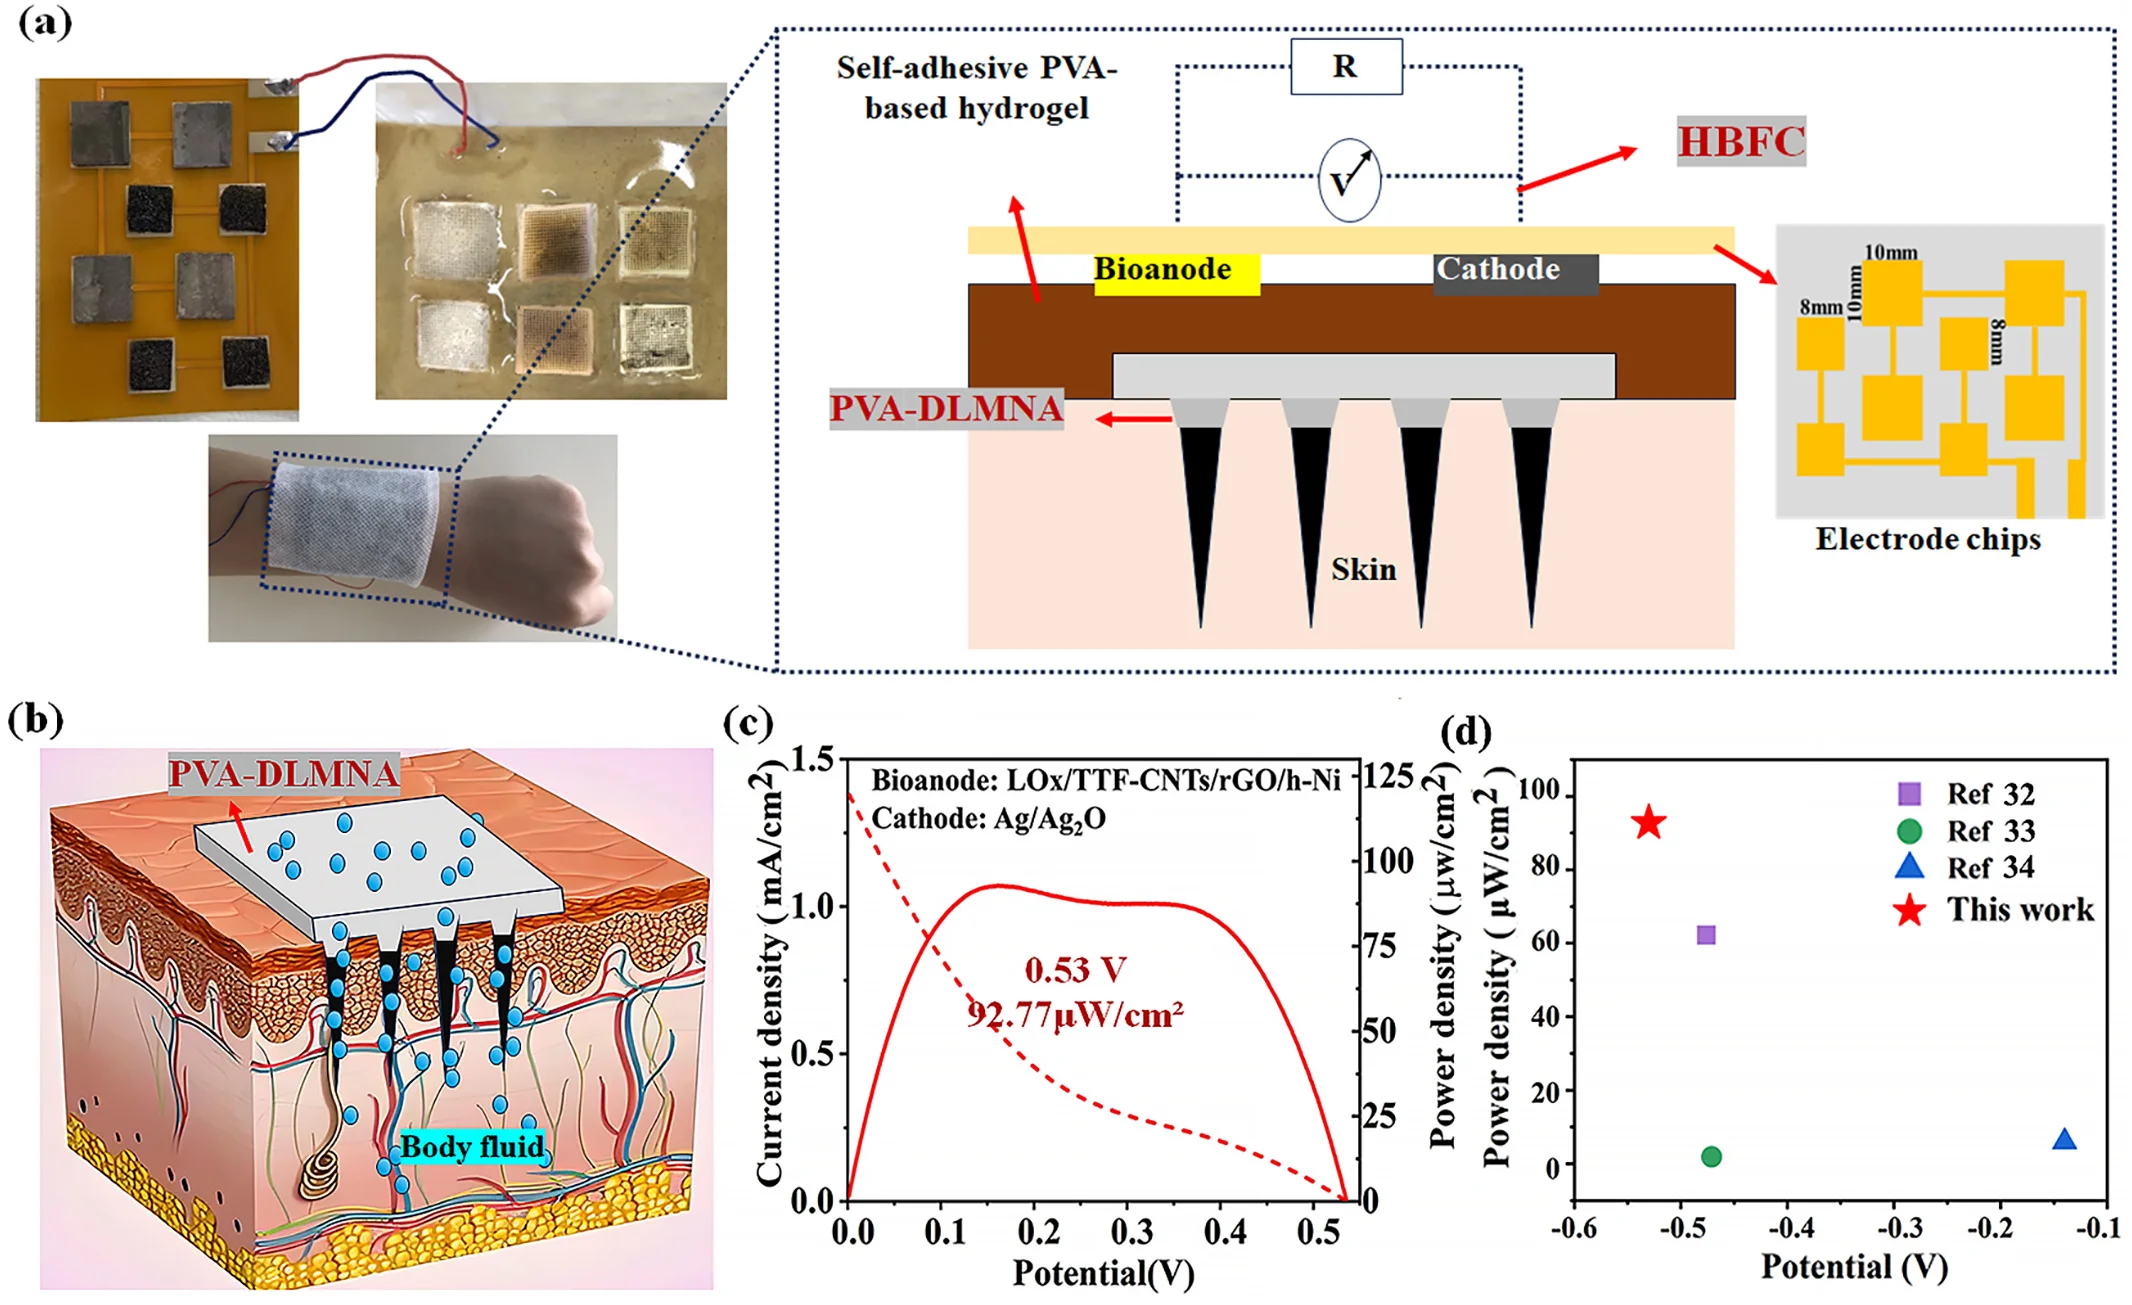 (a)
Self-adhesive PVA-
based hydrogel
R
V
HBFC
Bioanode
Cathode
PVA-DLMNA
Skin
10mm
10mm
8mm
8mm
Electrode chips
(b)
PVA-DLMNA
Body fluid
(c)
Bioanode: LOx/TTF-CNTs/rGO/h-Ni
Cathode: Ag/Ag₂O
0.53 V
92.77μW/cm²
Current density ( mA/cm²)
1.5
1.0
0.5
0.0
Power density ( μw/cm²)
125
100
75
50
25
0
0.0 0.1 0.2 0.3 0.4 0.5
Potential(V)
(d)
Ref 32
Ref 33
Ref 34
This work
Power density ( μW/cm²)
100
80
60
40
20
0
-0.6 -0.5 -0.4 -0.3 -0.2 -0.1
Potential (V)